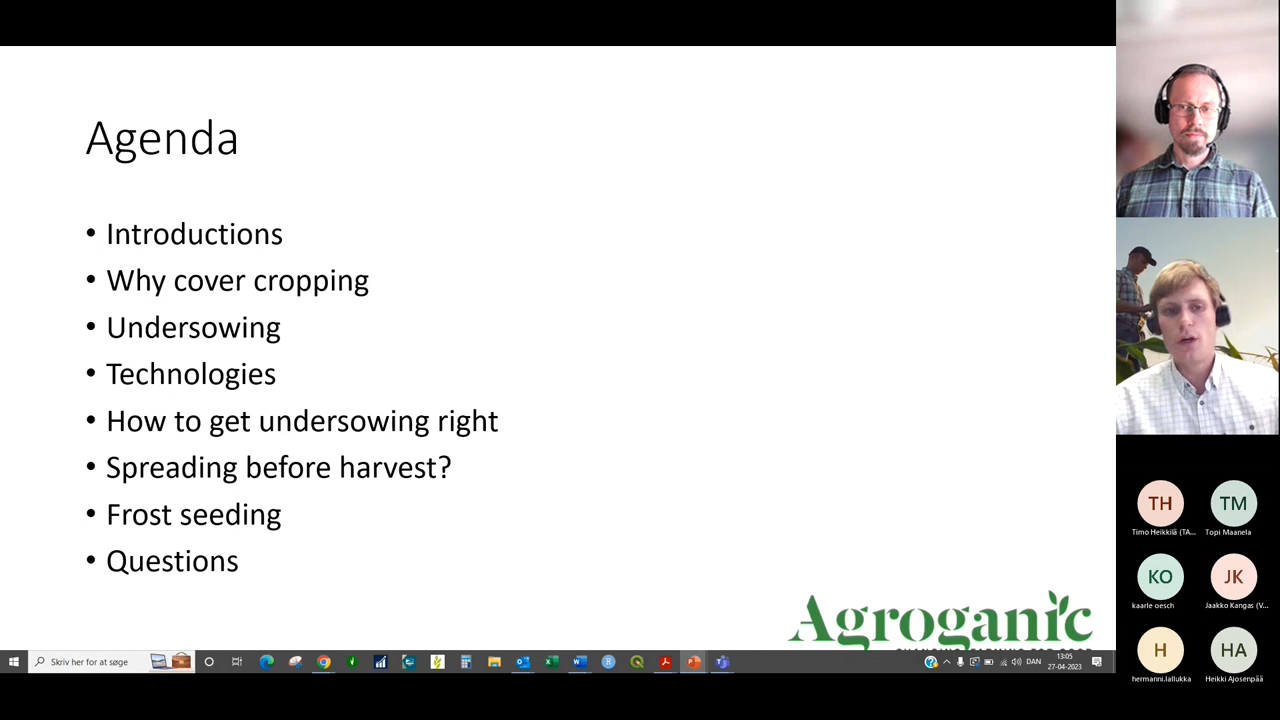 Agenda
• Introductions
• Why cover cropping
• Undersowing
• Technologies
• How to get undersowing right
• Spreading before harvest?
• Frost seeding
• Questions
Agroganic
Skriv her for at søge
DAN
13:05
27-04-2023
TH
TM
Timo Heikkilä (TA...
Topi Maanela
KO
JK
kaarle oesch
Jaakko Kangas (V...
H
HA
hermanni.lallukka
Heikki Ajosenpää